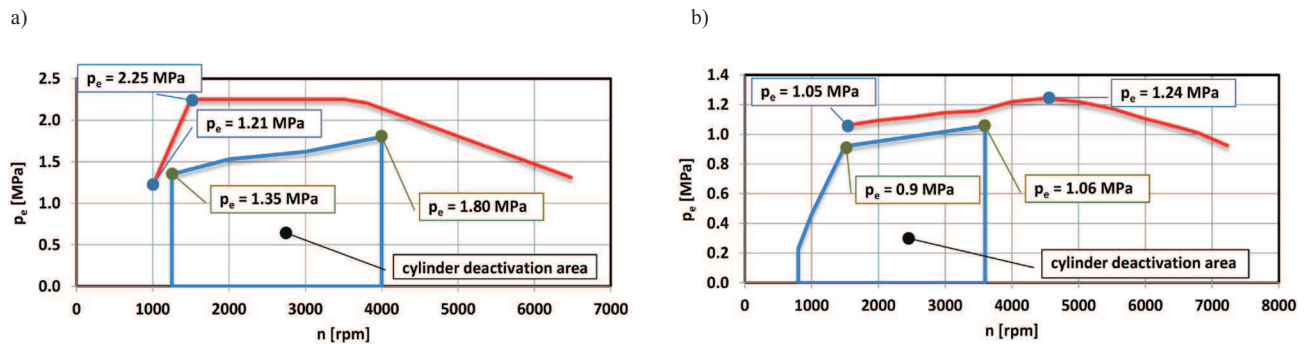 a)
2.5
2.0
1.5
1.0
0.5
0.0
pₑ [MPa]
pₑ = 2.25 MPa
pₑ = 1.21 MPa
pₑ = 1.35 MPa
pₑ = 1.80 MPa
cylinder deactivation area
0 1000 2000 3000 4000 5000 6000 7000
n [rpm]
b)
1.4
1.2
1.0
0.8
0.6
0.4
0.2
0.0
pₑ [MPa]
pₑ = 1.05 MPa
pₑ = 1.24 MPa
pₑ = 0.9 MPa
pₑ = 1.06 MPa
cylinder deactivation area
0 1000 2000 3000 4000 5000 6000 7000 8000
n [rpm]